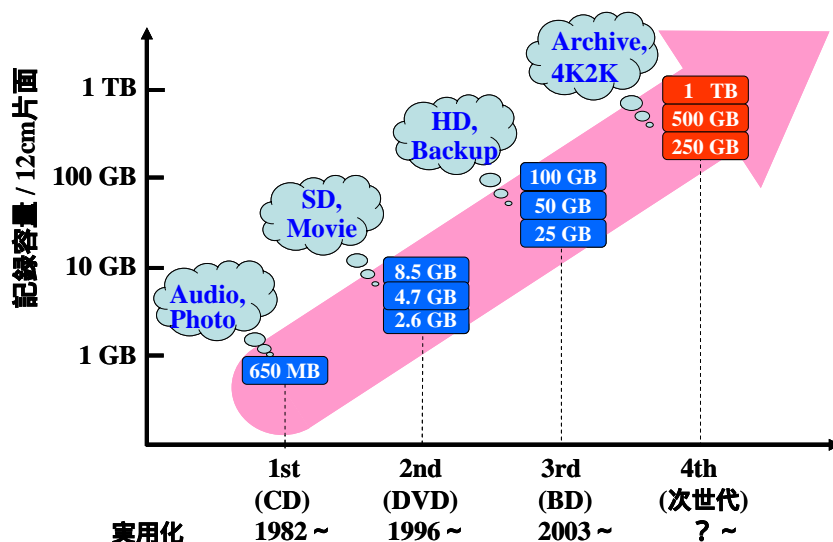 記録容量 / 12cm片面
1 TB
100 GB
10 GB
1 GB
Archive,
4K2K
HD,
Backup
SD,
Movie
Audio,
Photo
1 TB
500 GB
250 GB
100 GB
50 GB
25 GB
8.5 GB
4.7 GB
2.6 GB
650 MB
1st 2nd 3rd 4th
(CD) (DVD) (BD) (次世代)
実用化 1982 ~ 1996 ~ 2003 ~ ? ~